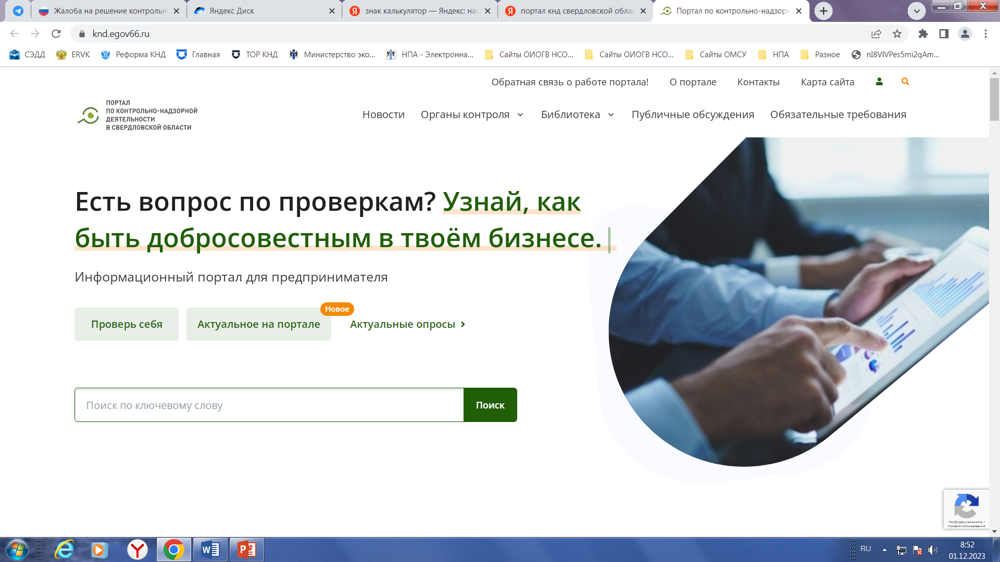 Жалоба на решение контрольн
Яндекс Диск
знак калькулятор — Яндекс: наш
портал кнд свердловской облас
Портал по контрольно-надзорн
knd.egov66.ru
СЭДД
ERVK
Реформа КНД
Главная
ТОР КНД
Министерство эко...
НПА - Электронна...
Сайты ОИОГВ НСО...
Сайты ОИОГВ НСО...
Сайты ОМСУ
НПА
Разное
nI8VlVPes5mi2qAm...
Обратная связь о работе портала!
О портале
Контакты
Карта сайта
ПОРТАЛ
ПО КОНТРОЛЬНО-НАДЗОРНОЙ
ДЕЯТЕЛЬНОСТИ
В СВЕРДЛОВСКОЙ ОБЛАСТИ
Новости
Органы контроля
Библиотека
Публичные обсуждения
Обязательные требования
Есть вопрос по проверкам? Узнай, как
быть добросовестным в твоём бизнесе.
Информационный портал для предпринимателя
Проверь себя
Актуальное на портале
Новое
Актуальные опросы
Поиск по ключевому слову
Поиск
Конфиденциальность -
Условия использования
RU
8:52
01.12.2023